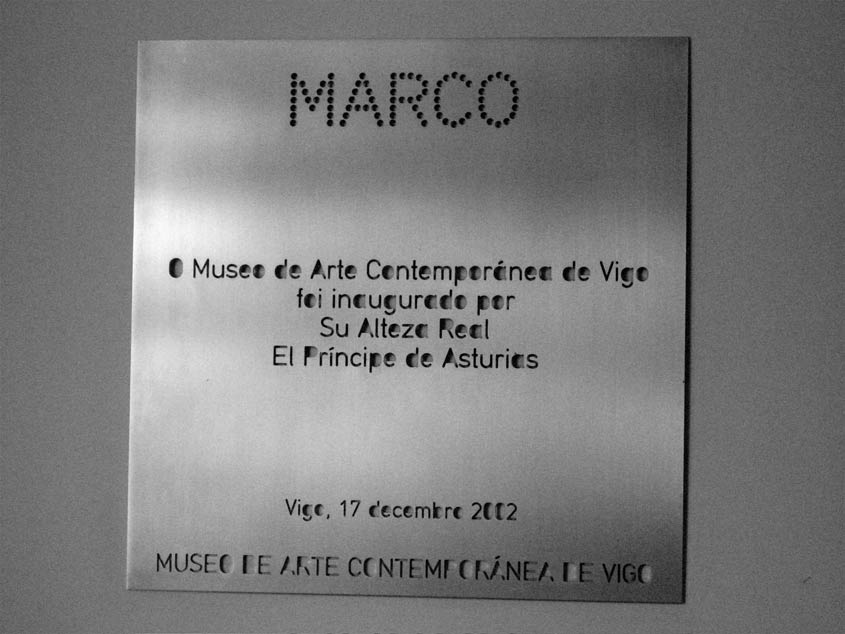 MARCO
O Museo de Arte Contemporánea de Vigo
foi inaugurado por
Su Alteza Real
El Príncipe de Asturias
Vigo, 17 decembro 2002
MUSEO DE ARTE CONTEMPORÁNEA DE VIGO